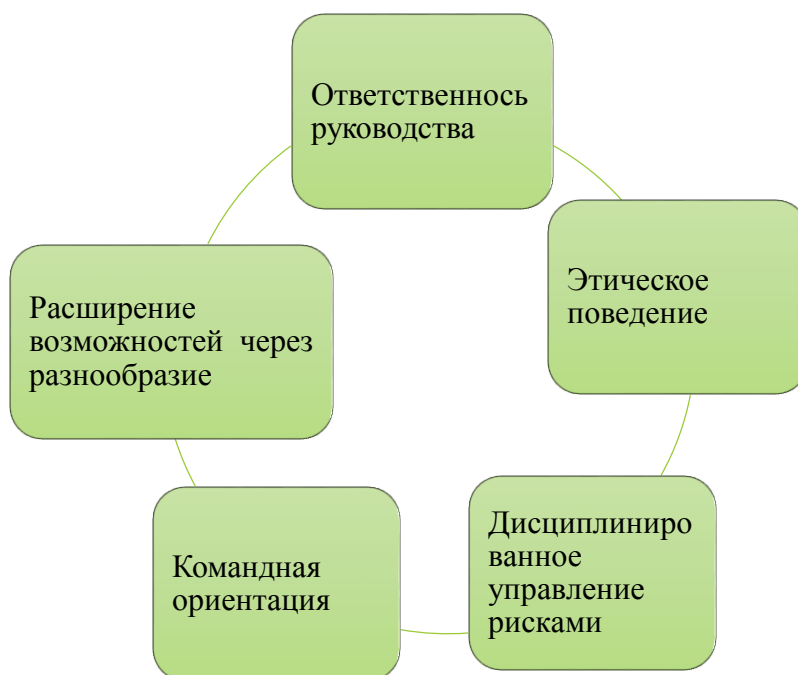 Ответственнось
руководства
Этическое
поведение
Дисциплиниро
ванное
управление
рисками
Командная
ориентация
Расширение
возможностей через
разнообразие